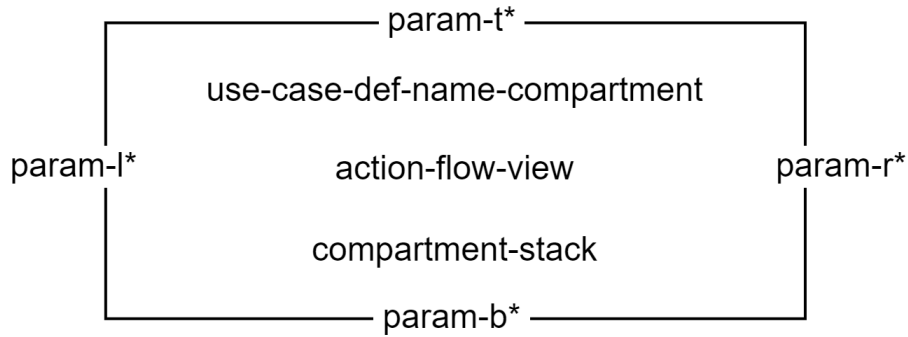 param-t*
use-case-def-name-compartment
param-l*
action-flow-view
param-r*
compartment-stack
param-b*